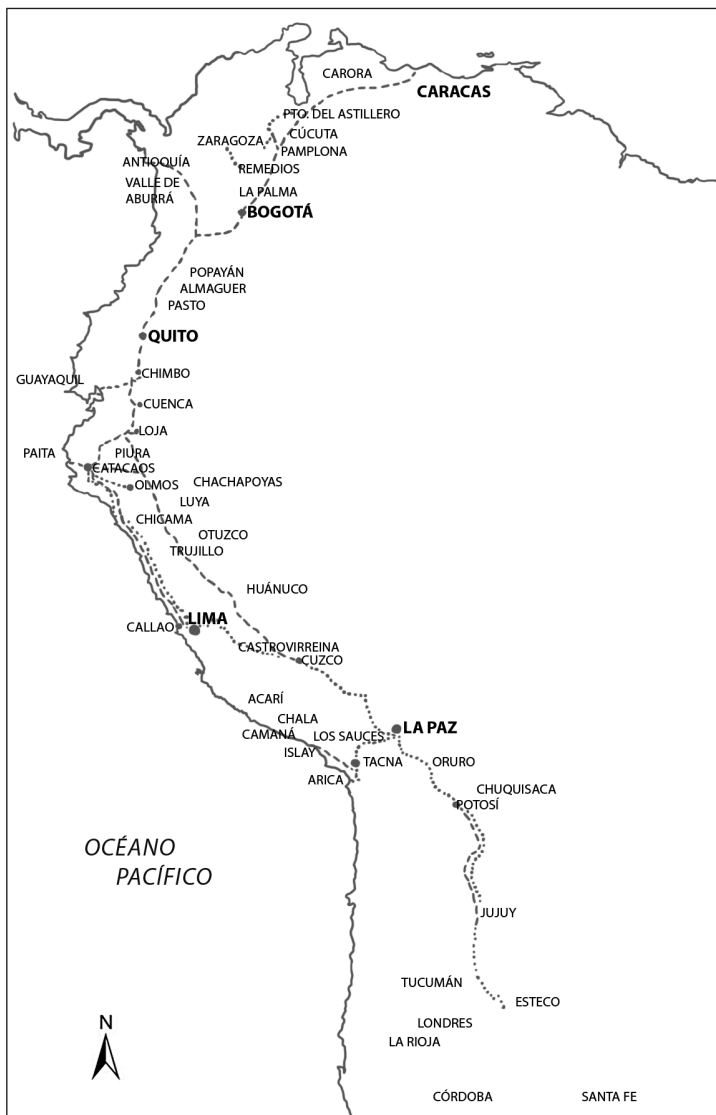 CARORA
CARACAS
PTO. DEL ASTILLERO
CÚCUTA
ZARAGOZA
PAMPLONA
ANTIOQUÍA
REMEDIOS
VALLE DE
ABURRÁ
LA PALMA
BOGOTÁ
POPAYÁN
ALMAGUER
PASTO
QUITO
CHIMBO
GUAYAQUIL
CUENCA
LOJA
PAITA
PIURA
CATACAOS
CHACHAPOYAS
OLMOS
LUYA
CHICAMA
OTUZCO
TRUJILLO
HUÁNUCO
LIMA
CALLAO
CASTROVIRREINA
CUZCO
ACARÍ
CHALA
CAMANÁ
LOS SAUCES
LA PAZ
ISLAY
TACNA
ORURO
ARICA
CHUQUISACA
POTOSÍ
OCÉANO
PACÍFICO
JUJUY
TUCUMÁN
ESTECO
LONDRES
LA RIOJA
N
CÓRDOBA
SANTA FE